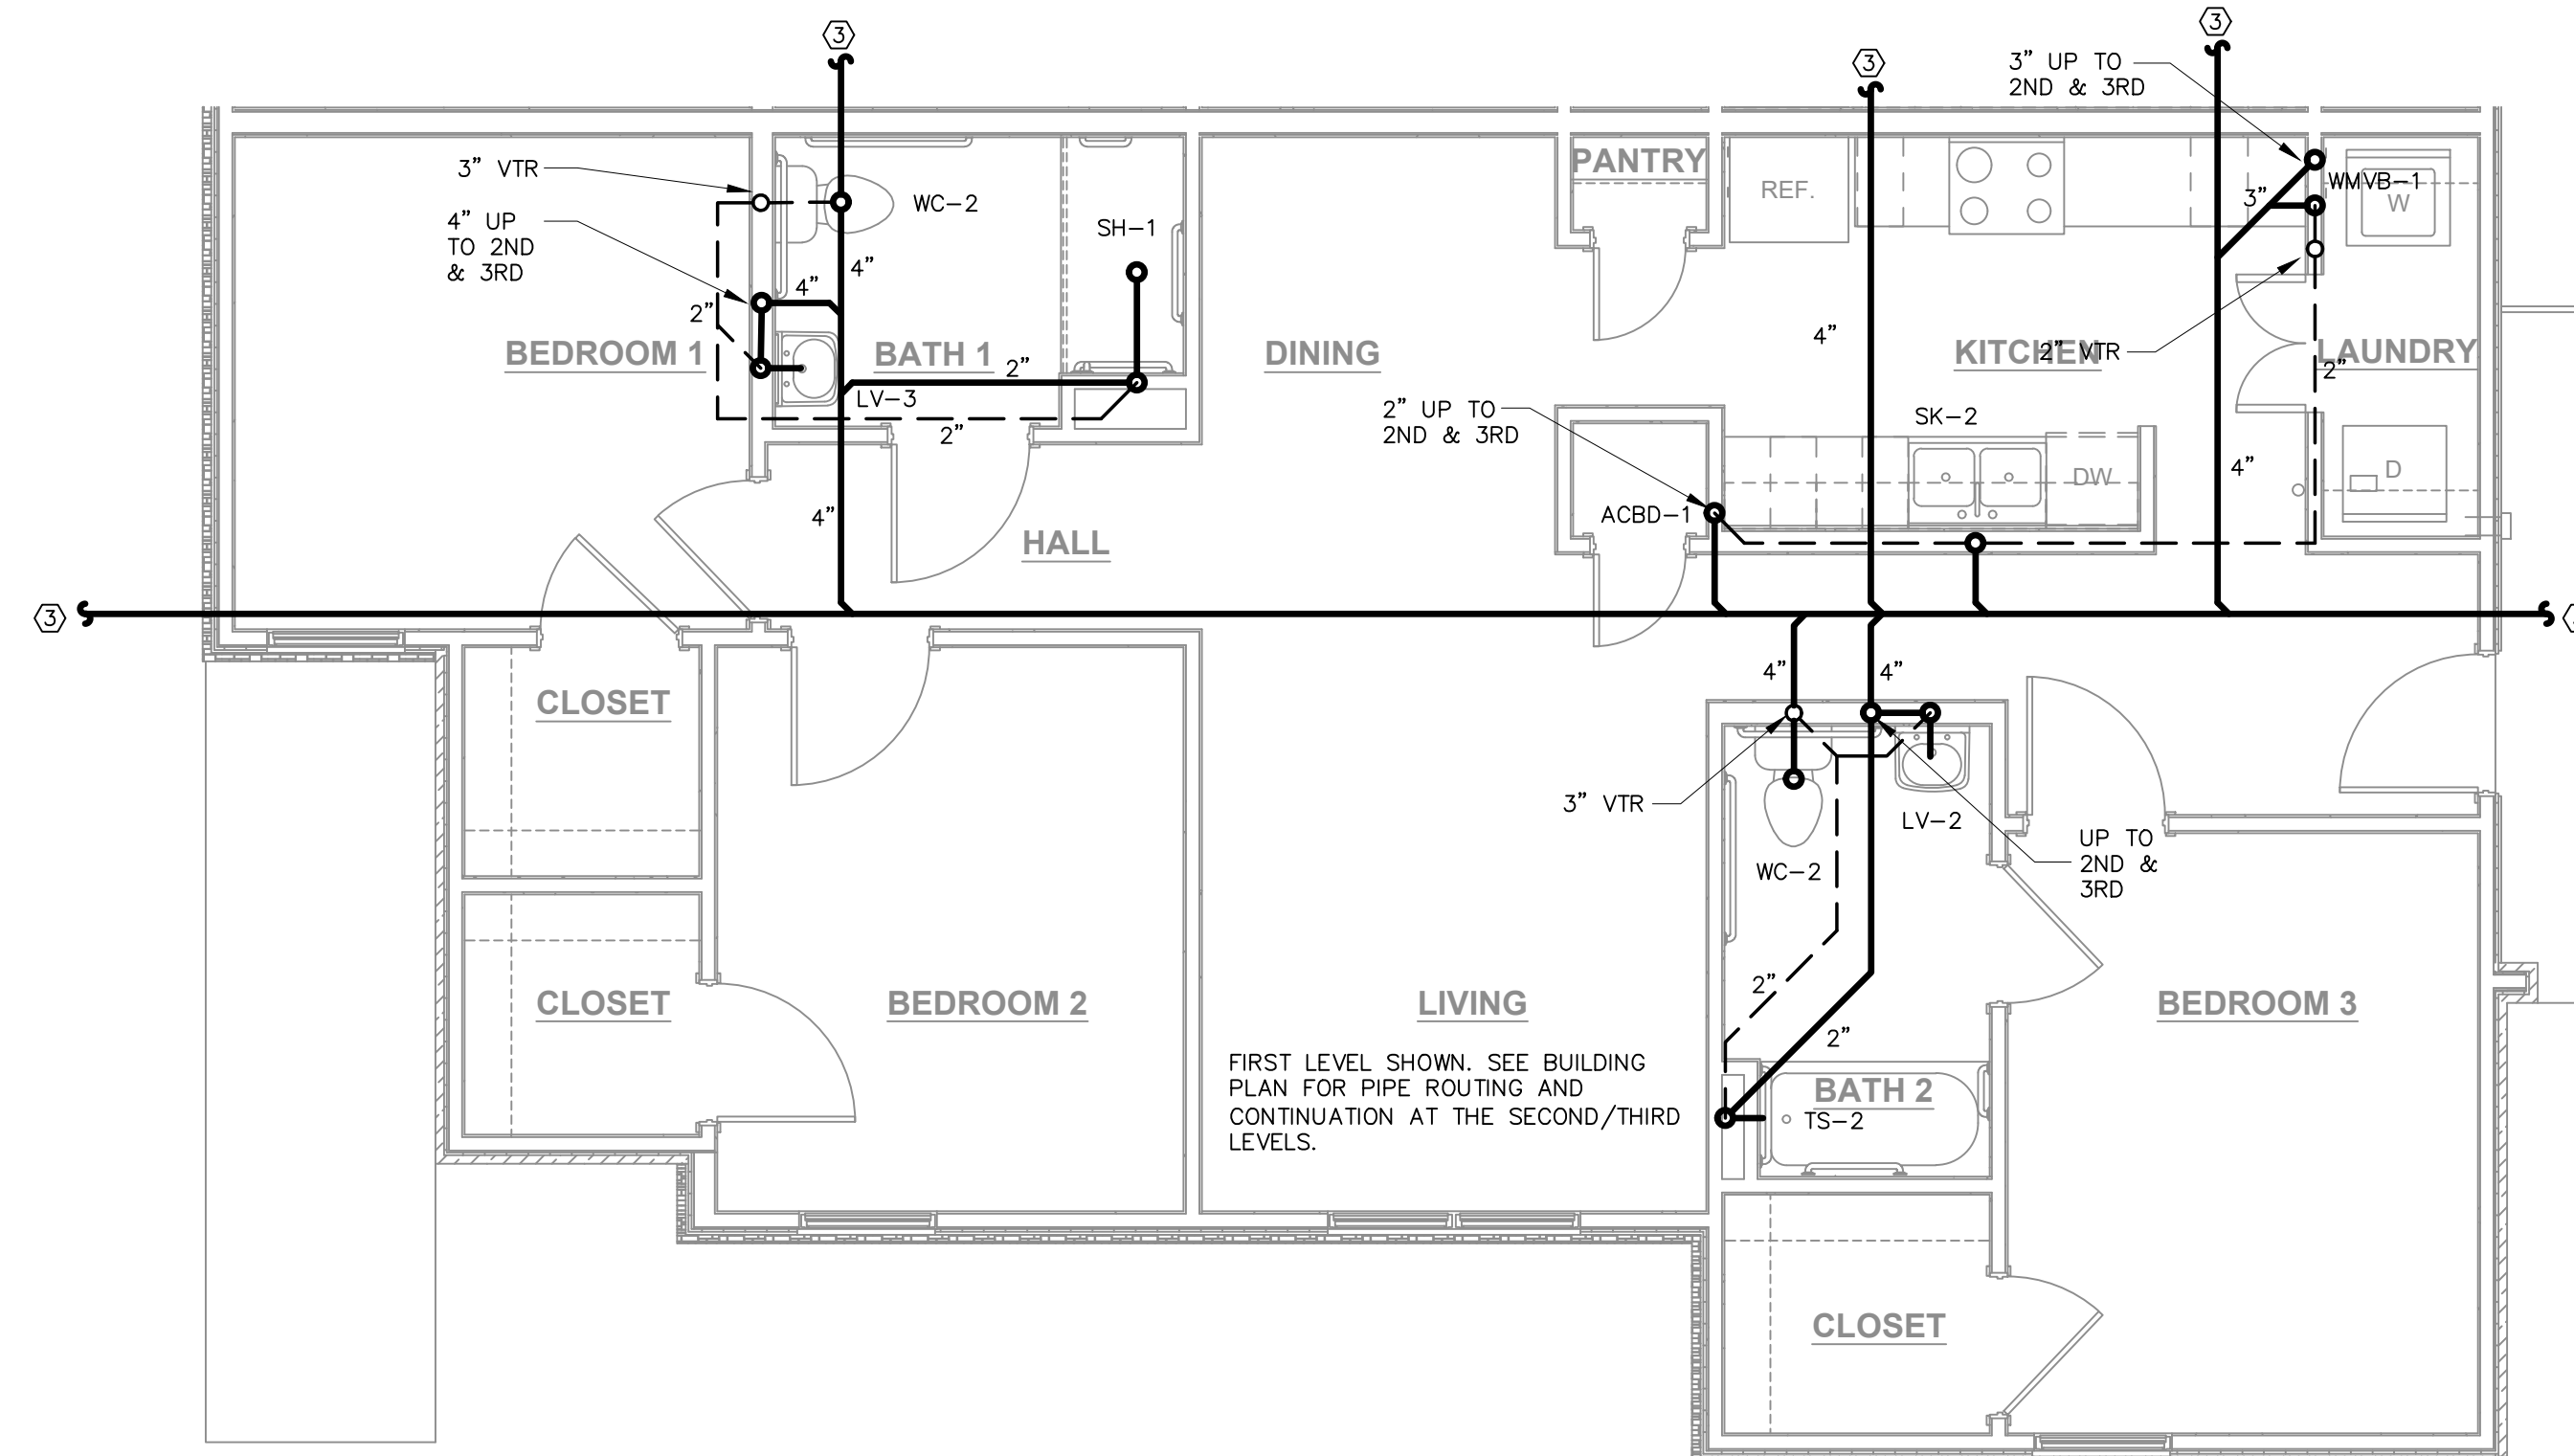 3
3
3
3" UP TO
2ND & 3RD
3
3" VTR
4" UP
TO 2ND
& 3RD
WC-2
SH-1
PANTRY
REF.
WMVB-1
3"
W
4"
4"
2"
BEDROOM 1
BATH 1
2"
LV-3
2"
DINING
4"
KITCHEN
2" VTR
LAUNDRY
2"
2" UP TO
2ND & 3RD
SK-2
DW
D
4"
ACBD-1
4"
HALL
3
4"
4"
CLOSET
3" VTR
WC-2
LV-2
UP TO
2ND &
3RD
CLOSET
BEDROOM 2
LIVING
2"
2"
BEDROOM 3
FIRST LEVEL SHOWN. SEE BUILDING
PLAN FOR PIPE ROUTING AND
CONTINUATION AT THE SECOND/THIRD
LEVELS.
BATH 2
TS-2
CLOSET